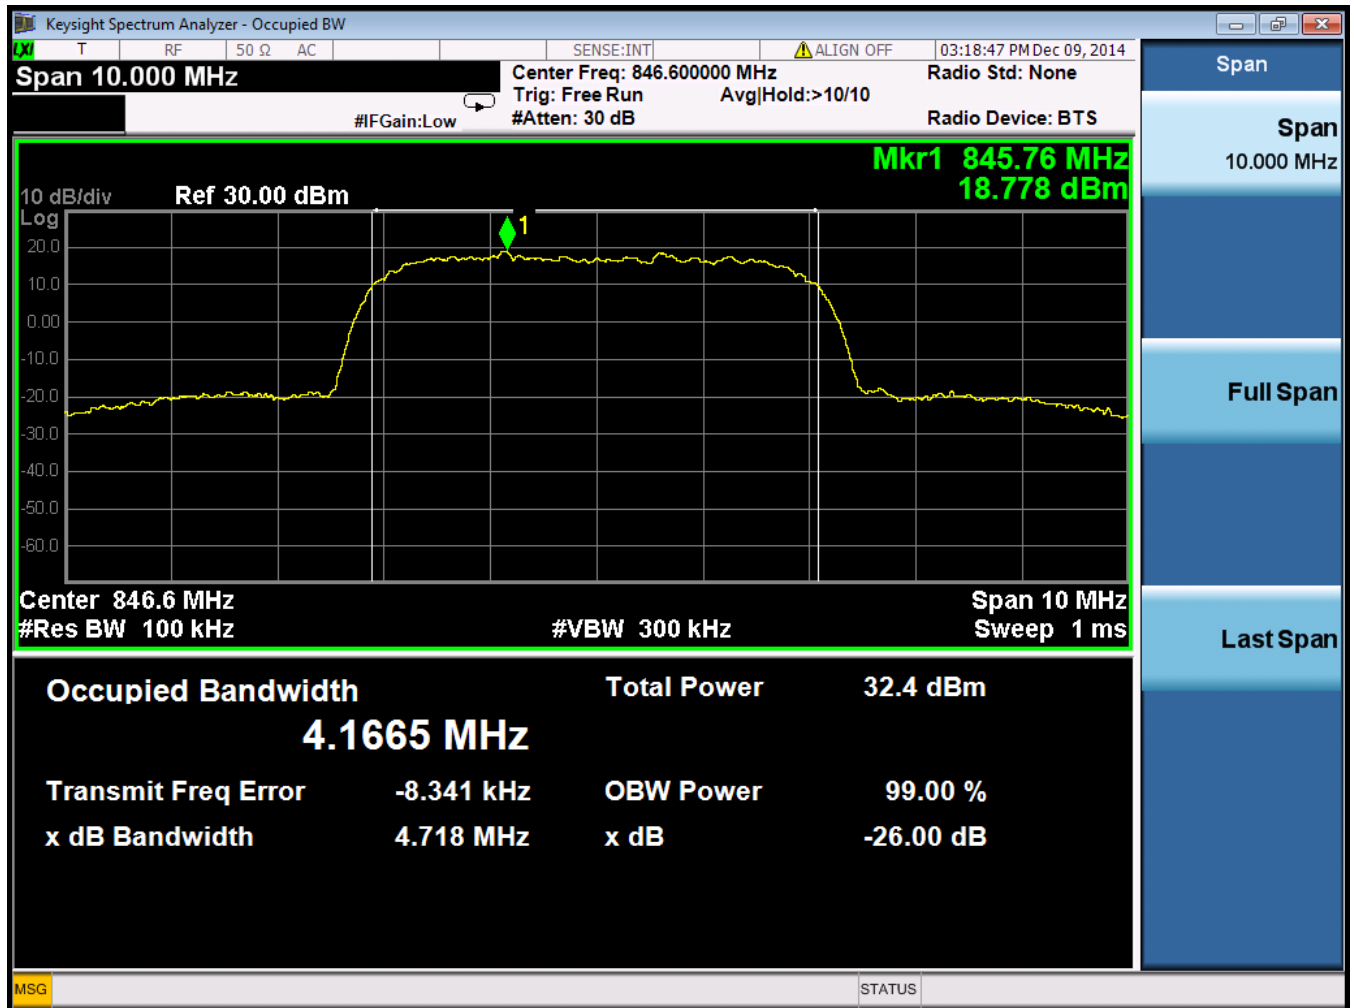 Keysight Spectrum Analyzer - Occupied BW
LXI T RF 50 Ω AC SENSE:INT ALIGN OFF 03:18:47 PM Dec 09, 2014
Span 10.000 MHz
Center Freq: 846.600000 MHz Radio Std: None
Trig: Free Run Avg|Hold:>10/10
#IFGain:Low #Atten: 30 dB Radio Device: BTS
Span
Span
10.000 MHz
Full Span
Last Span
Mkr1 845.76 MHz
18.778 dBm
10 dB/div Ref 30.00 dBm
Log
1
20.0
10.0
0.00
-10.0
-20.0
-30.0
-40.0
-50.0
-60.0
Center 846.6 MHz Span 10 MHz
#Res BW 100 kHz #VBW 300 kHz Sweep 1 ms
Occupied Bandwidth Total Power 32.4 dBm
4.1665 MHz
Transmit Freq Error -8.341 kHz OBW Power 99.00 %
x dB Bandwidth 4.718 MHz x dB -26.00 dB
MSG STATUS